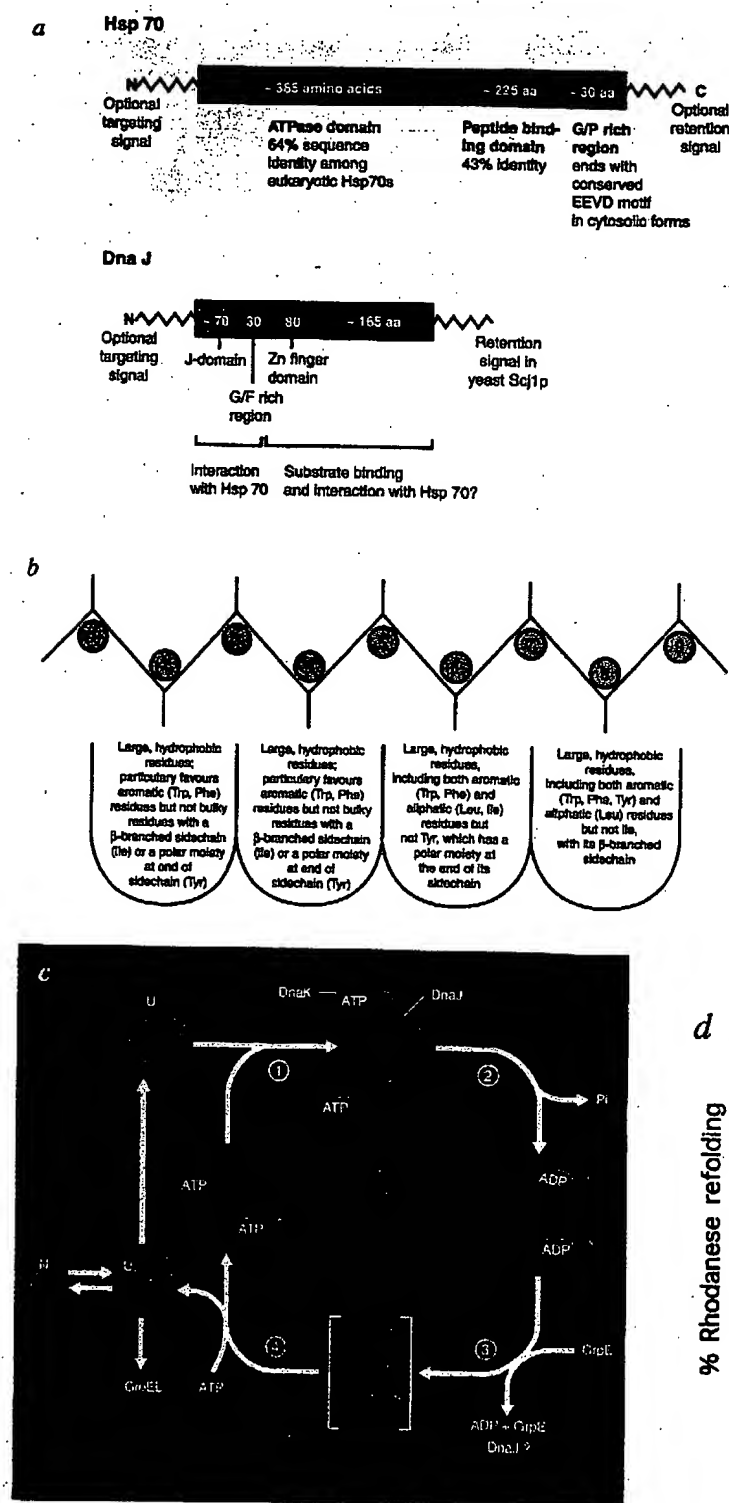 a
Hsp 70
N
~ 385 amino acids
~ 225 aa
~ 30 aa
C
Optional
targeting
signal
ATPase domain
64% sequence
identity among
eukaryotic Hsp70s
Peptide bind-
ing domain
43% identity
G/P rich
region
ends with
conserved
EEVD motif
in cytosolic forms
Optional
retention
signal
Dna J
N
~ 70
30
80
~ 165 aa
Optional
targeting
signal
J-domain
G/F rich
region
Zn finger
domain
Retention
signal in
yeast Scj1p
Interaction
with Hsp 70
Substrate binding
and interaction with Hsp 70?
b
Large, hydrophobic
residues;
particulary favours
aromatic (Trp, Phe)
residues but not bulky
residues with a
β-branched sidechain
(Ile) or a polar moiety
at end of
sidechain (Tyr)
Large, hydrophobic
residues;
particulary favours
aromatic (Trp, Phe)
residues but not bulky
residues with a
β-branched sidechain
(Ile) or a polar moiety
at end of
sidechain (Tyr)
Large, hydrophobic
residues,
including both aromatic
(Trp, Phe) and
aliphatic (Leu, Ile)
residues but
not Tyr, which has a
polar moiety at
the end of its
sidechain
Large, hydrophobic
residues,
including both aromatic
(Trp, Phe, Tyr) and
aliphatic (Leu) residues
but not Ile,
with its β-branched
sidechain
c
U
DnaK
ATP
DnaJ
1
2
ATP
Pi
ATP
ADP
ATP
ADP
N
U
4
3
GrpE
GroEL
ATP
ADP + GrpE
DnaJ ?
d
% Rhodanese refolding